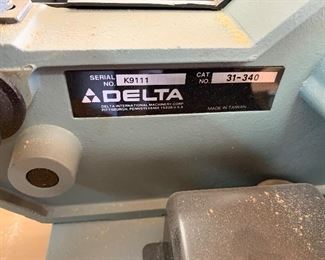 SERIAL NO. K9111 CAT NO. 31-340
DELTA
DELTA INTERNATIONAL MACHINERY CORP.
PITTSBURGH, PENNSYLVANIA 15238 U.S.A. MADE IN TAIWAN